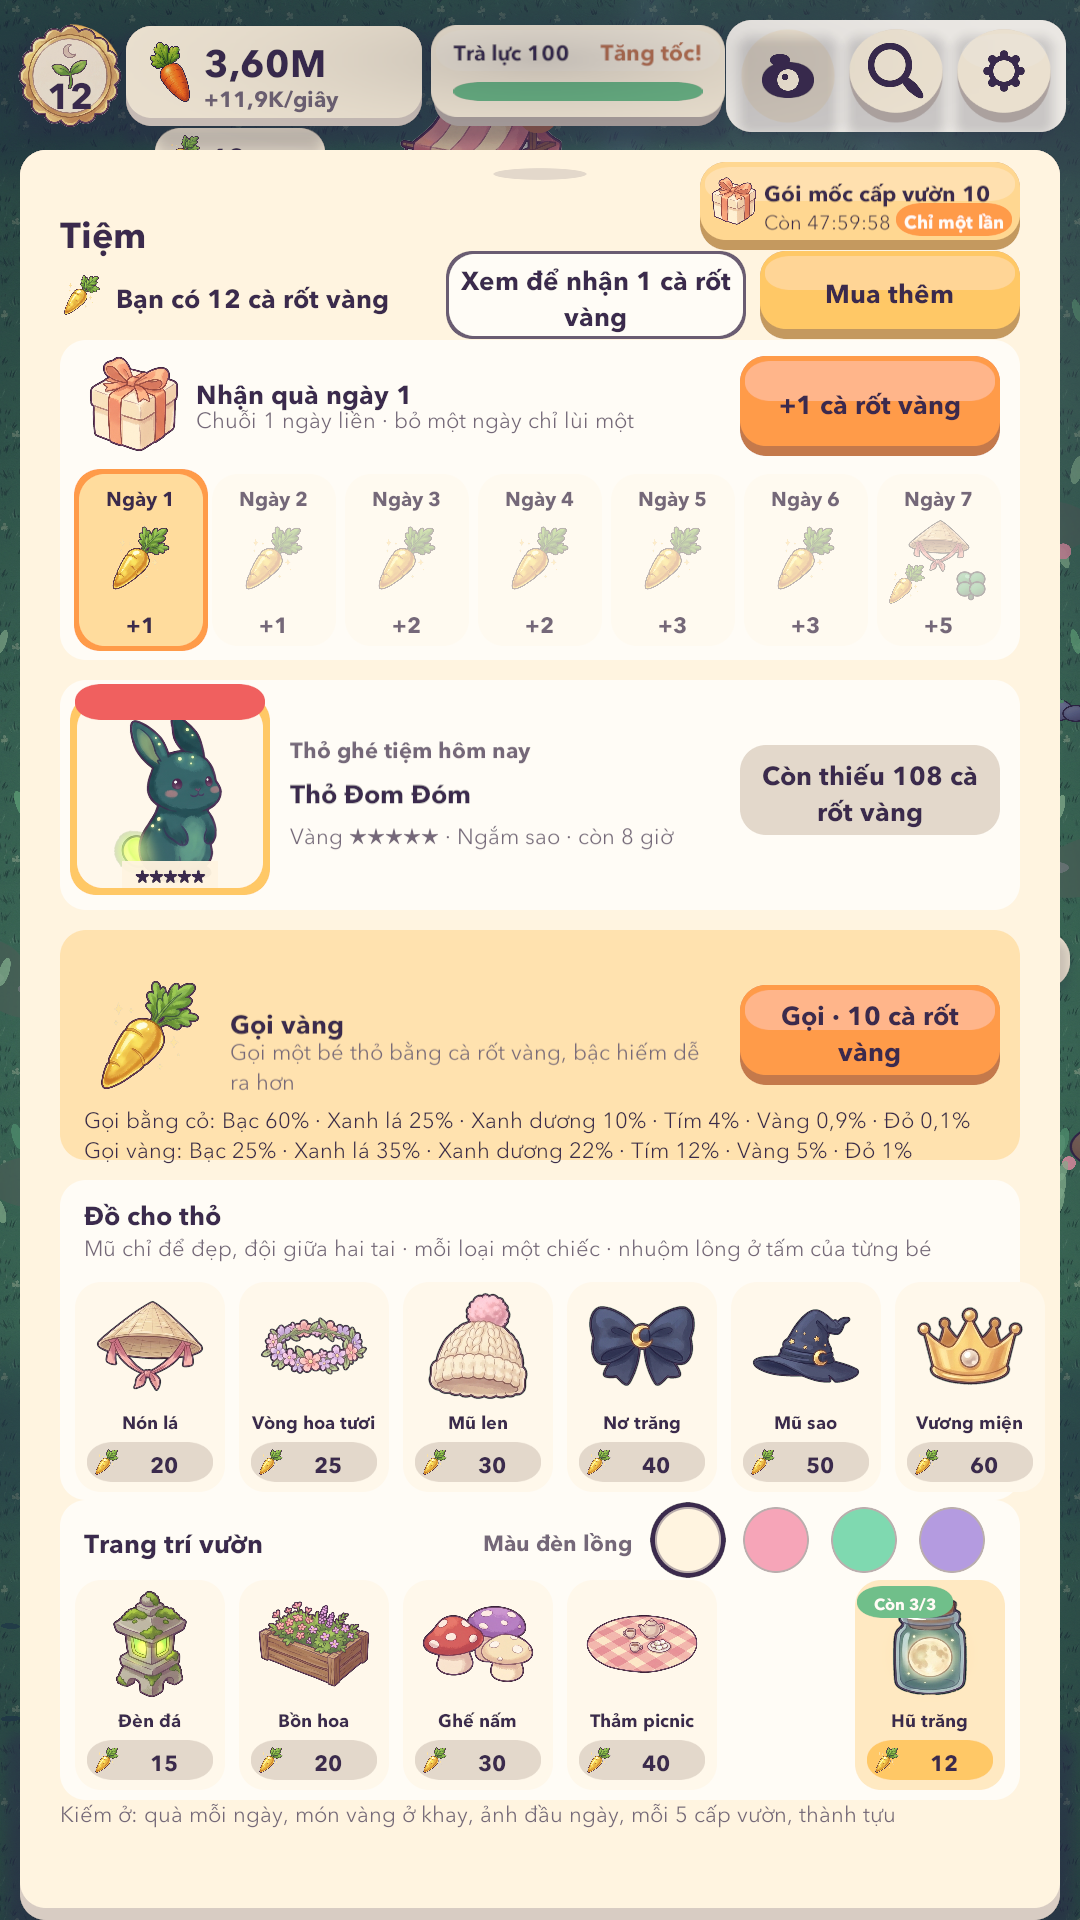 12
3,60M
+11,9K/giây
Trà lực 100
Tăng tốc!
Gói mốc cấp vườn 10
Còn 47:59:58
Chỉ một lần
Tiệm
Bạn có 12 cà rốt vàng
Xem để nhận 1 cà rốt
vàng
Mua thêm
Nhận quà ngày 1
Chuỗi 1 ngày liền · bỏ một ngày chỉ lùi một
+1 cà rốt vàng
Ngày 1
Ngày 2
Ngày 3
Ngày 4
Ngày 5
Ngày 6
Ngày 7
+1
+1
+2
+2
+3
+3
+5
Thỏ ghé tiệm hôm nay
Thỏ Đom Đóm
Vàng ★★★★★ · Ngắm sao · còn 8 giờ
★★★★★
Còn thiếu 108 cà
rốt vàng
Gọi vàng
Gọi một bé thỏ bằng cà rốt vàng, bậc hiếm dễ
ra hơn
Gọi · 10 cà rốt
vàng
Gọi bằng cỏ: Bạc 60% · Xanh lá 25% · Xanh dương 10% · Tím 4% · Vàng 0,9% · Đỏ 0,1%
Gọi vàng: Bạc 25% · Xanh lá 35% · Xanh dương 22% · Tím 12% · Vàng 5% · Đỏ 1%
Đồ cho thỏ
Mũ chỉ để đẹp, đội giữa hai tai · mỗi loại một chiếc · nhuộm lông ở tấm của từng bé
Nón lá
Vòng hoa tươi
Mũ len
Nơ trăng
Mũ sao
Vương miện
20
25
30
40
50
60
Trang trí vườn
Màu đèn lồng
Còn 3/3
Đèn đá
Bồn hoa
Ghế nấm
Thảm picnic
Hũ trăng
15
20
30
40
12
Kiếm ở: quà mỗi ngày, món vàng ở khay, ảnh đầu ngày, mỗi 5 cấp vườn, thành tựu